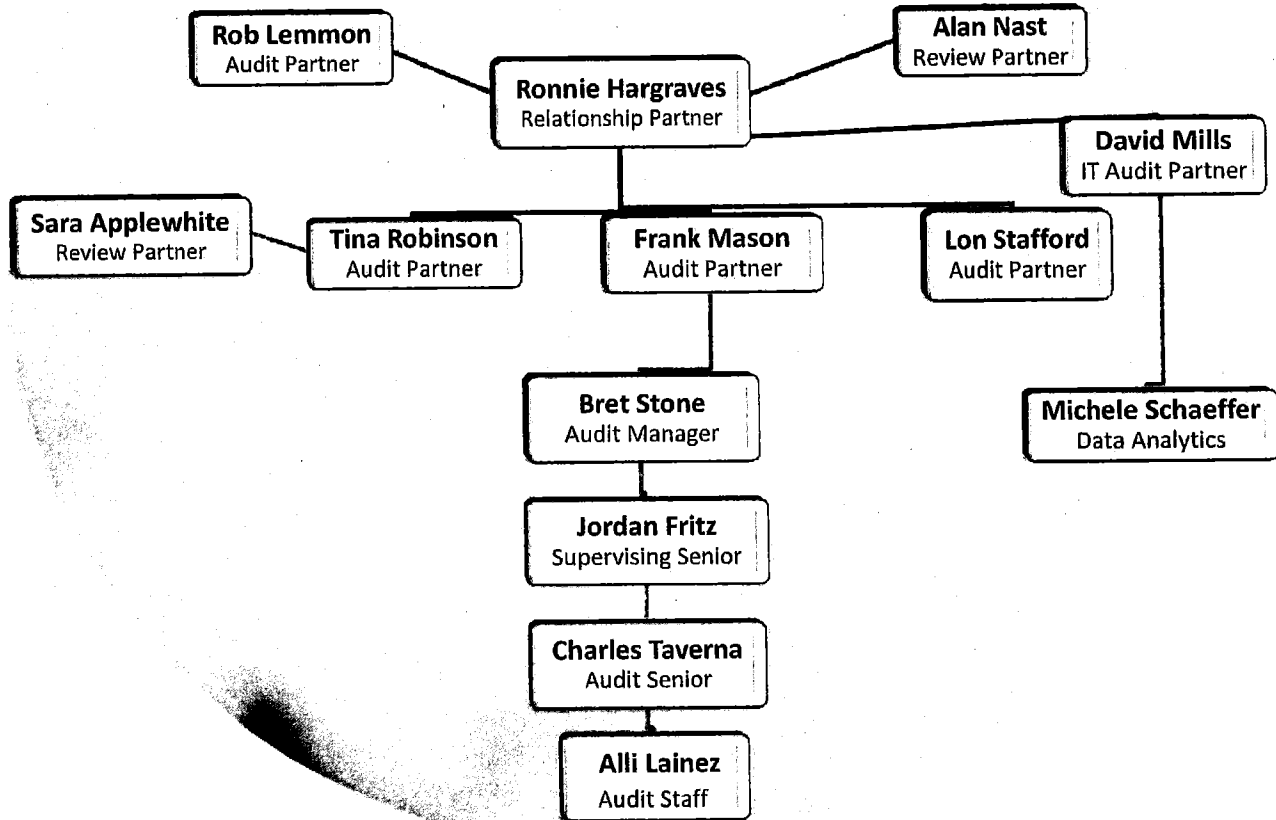 Rob Lemmon
Audit Partner
Alan Nast
Review Partner
Ronnie Hargraves
Relationship Partner
David Mills
IT Audit Partner
Sara Applewhite
Review Partner
Tina Robinson
Audit Partner
Frank Mason
Audit Partner
Lon Stafford
Audit Partner
Bret Stone
Audit Manager
Michele Schaeffer
Data Analytics
Jordan Fritz
Supervising Senior
Charles Taverna
Audit Senior
Alli Lainez
Audit Staff